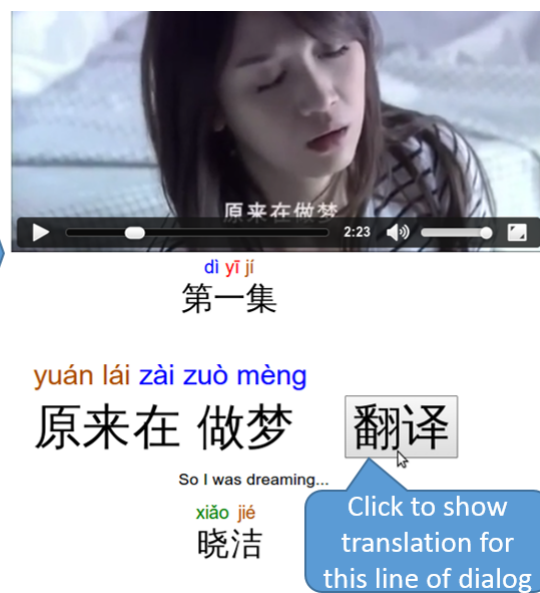 原来在做梦
2:23
dì yī jí
第一集
yuán lái zài zuò mèng
原来在 做梦 翻译
So I was dreaming...
xiǎo jié
晓洁
Click to show
translation for
this line of dialog